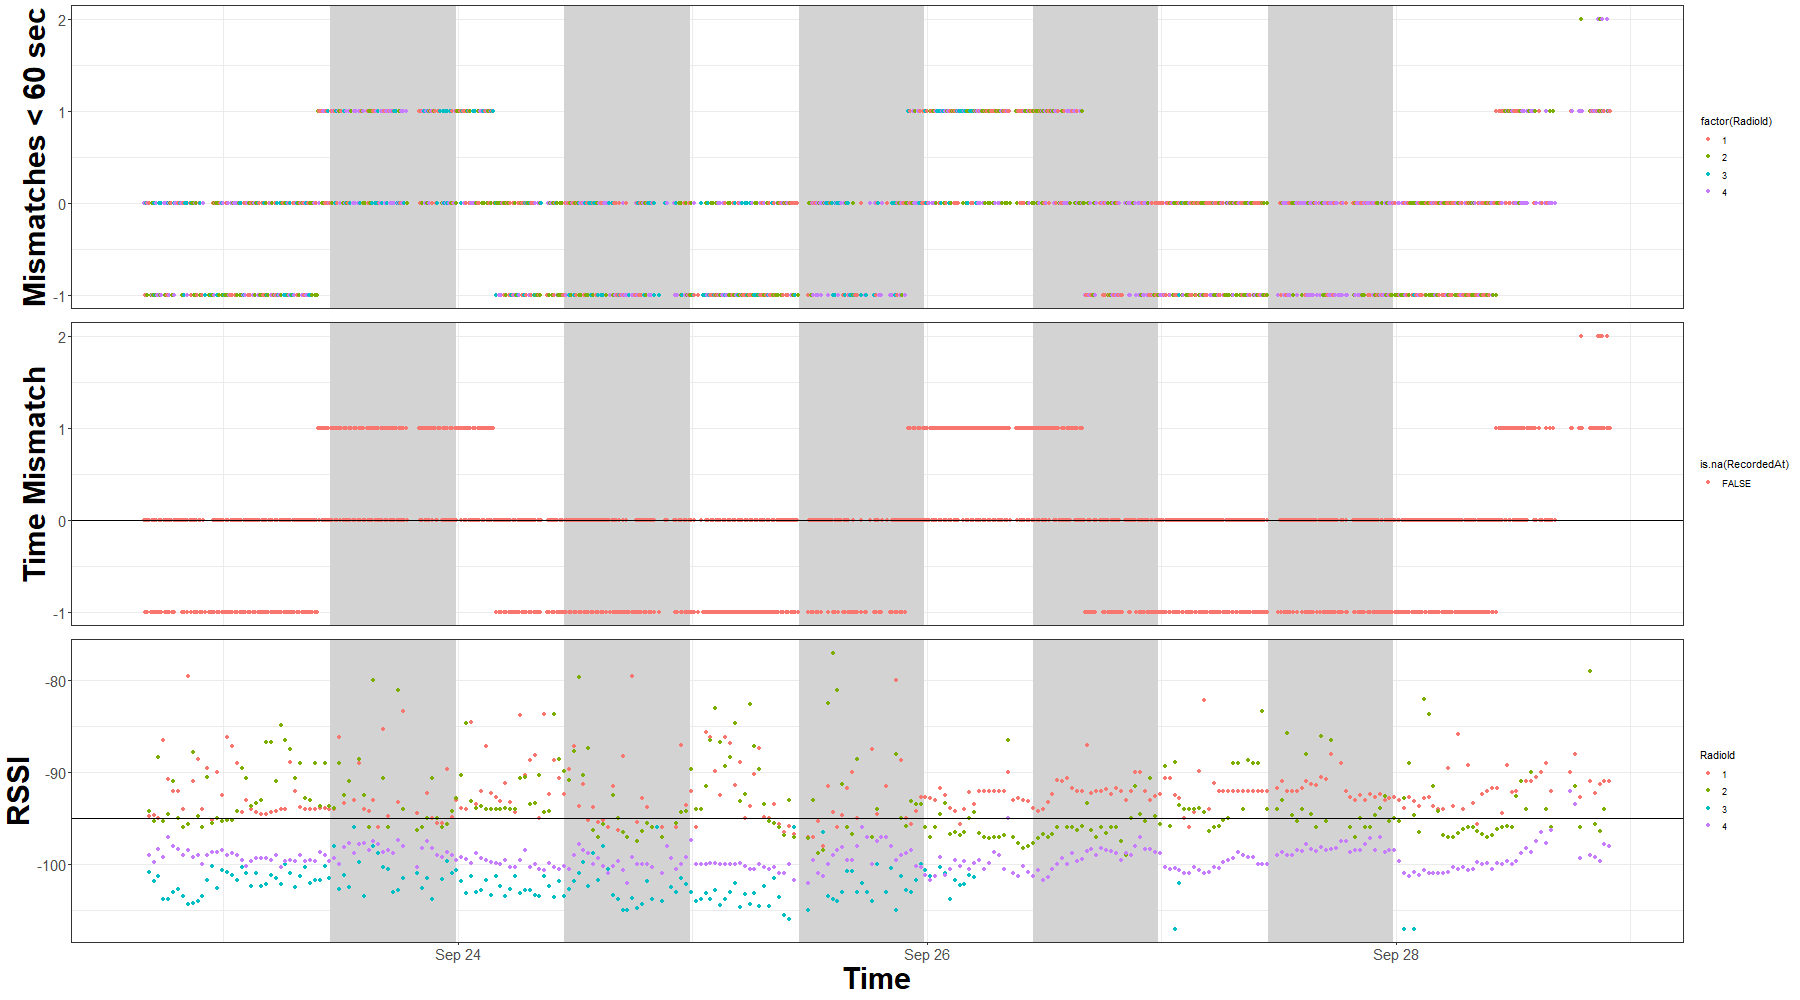 Mismatches < 60 sec
2
1
0
-1
factor(RadioId)
1
2
3
4
Time Mismatch
2
1
0
-1
is.na(RecordedAt)
FALSE
RSSI
-80
-90
-100
RadioId
1
2
3
4
Sep 24
Sep 26
Sep 28
Time